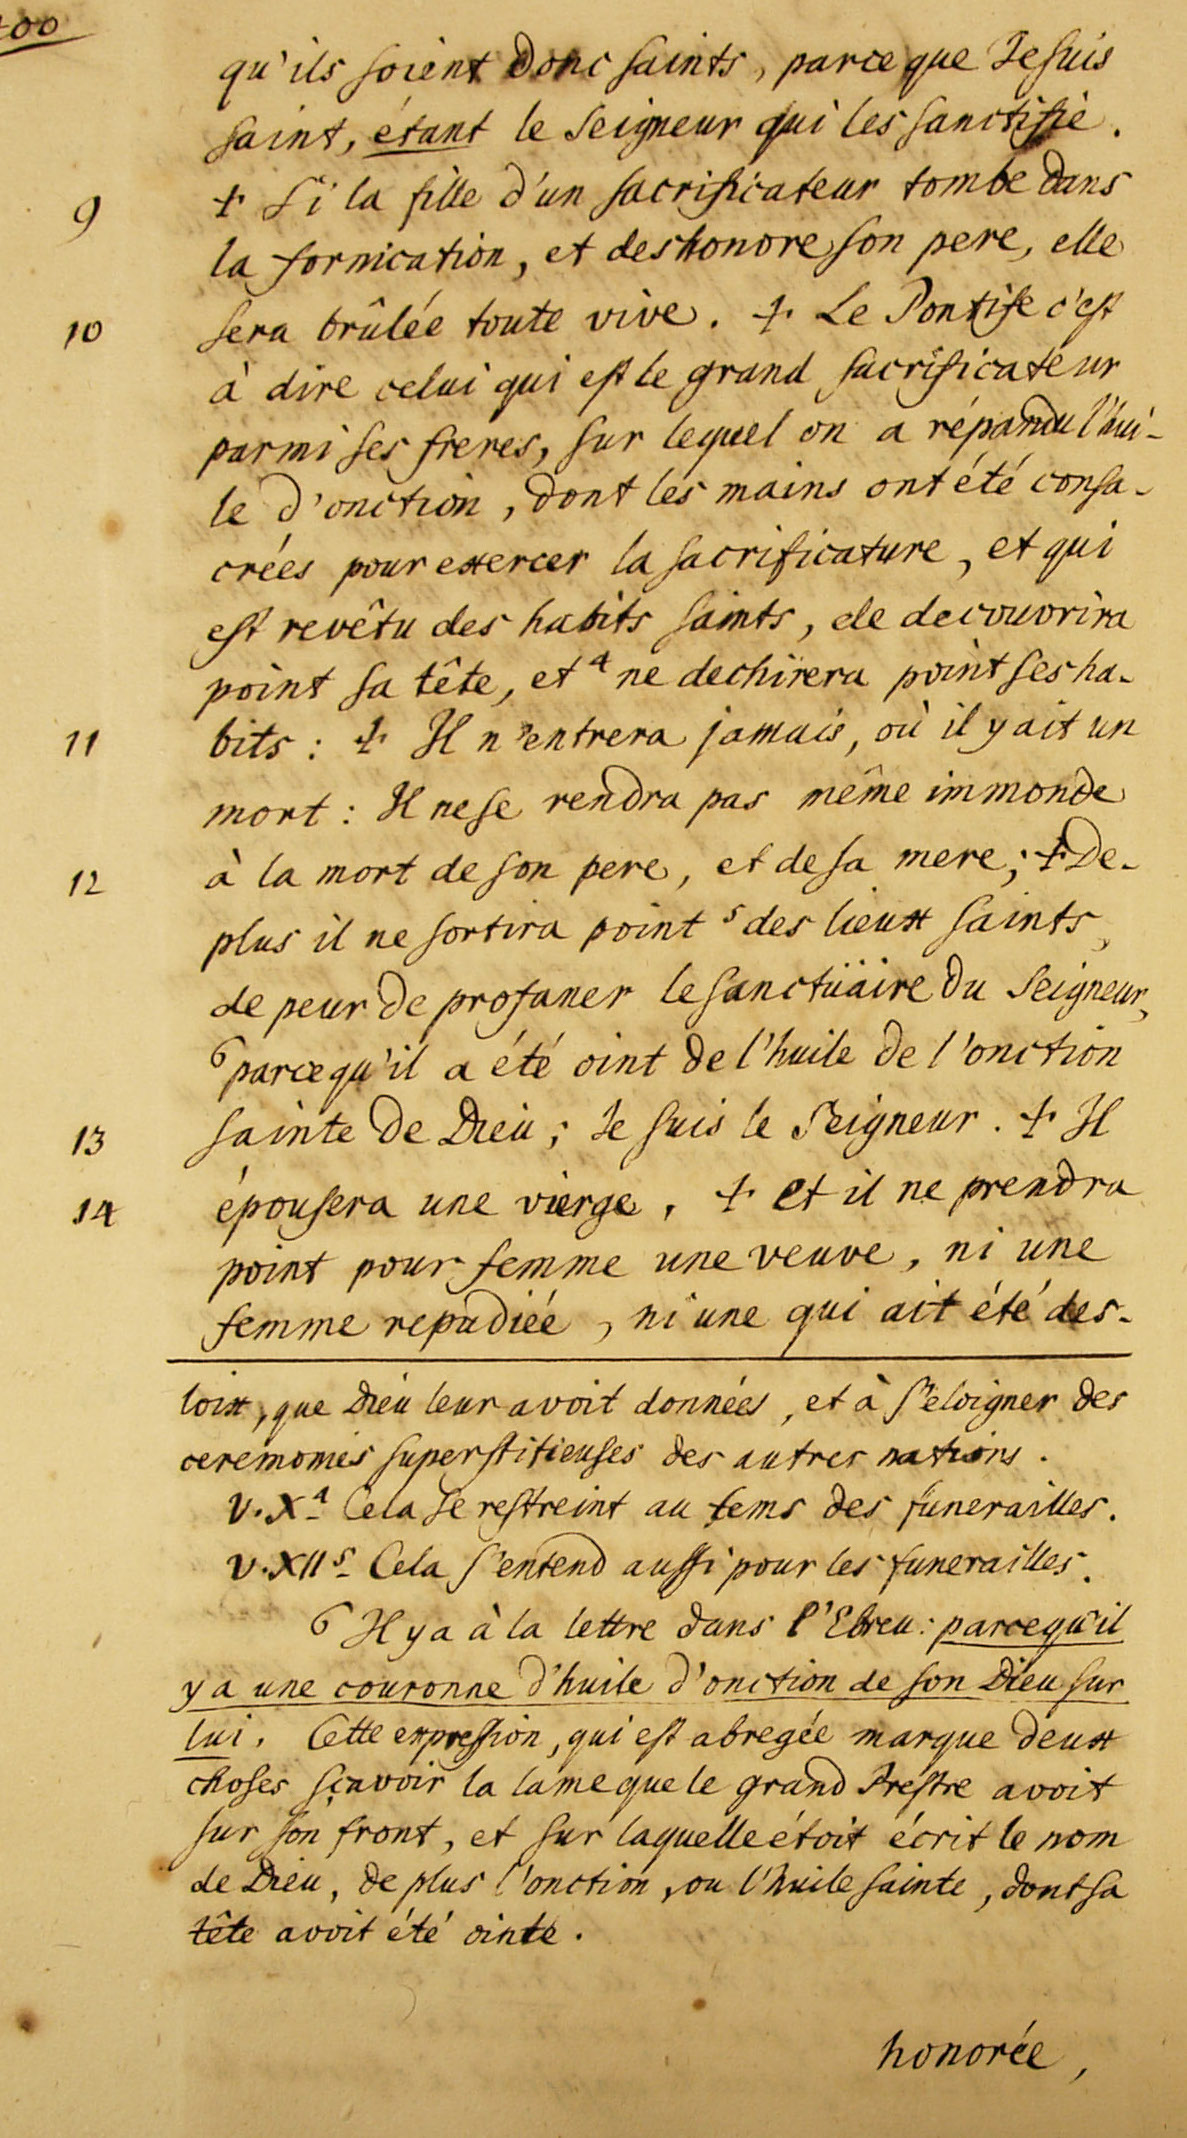 400
qu'ils soient donc saints, parce que Je suis
saint, étant le Seigneur qui les sanctifie.
9 + Si la fille d'un sacrificateur tombe dans
la fornication, et deshonore son pere, elle
10 sera brûlée toute vive. + Le Pontife c'est
à dire celui qui est le grand sacrificateur
parmi ses freres, sur lequel on a répandu l'hui-
le d'onction, dont les mains ont été consa-
crées pour exercer la sacrificature, et qui
est revêtu des habits saints, de decouvrira
point sa tête, et 4 ne dechirera point ses ha-
11 bits : + Il n'entrera jamais, où il y ait un
mort : Il ne se rendra pas même immonde
12 à la mort de son pere, et de sa mere ; + De-
plus il ne sortira point 5 des lieux saints,
de peur de profaner le sanctüaire du Seigneur,
6 parcequ'il a été oint de l'huile de l'onction
13 sainte de Dieu ; Je suis le Seigneur. + Il
14 épousera une vierge, + et il ne prendra
point pour femme une veuve, ni une
femme repudiée, ni une qui ait été des-
loix, que Dieu leur avoit données, et à s'eloigner des
ceremonies superstitieuses des autres nations.
V. X 4 Cela se restreint au tems des funerailles.
V. XII 5 Cela s'entend aussi pour les funerailles.
6 Il y a à la lettre dans l'Ebreu : parcequ'il
y a une couronne d'huile d'onction de son Dieu sur
lui. Cette expression, qui est abregée marque deux
choses sçavoir la lame que le grand Prestre avoit
sur son front, et sur laquelle étoit écrit le nom
de Dieu, de plus l'onction, ou l'huile sainte, dont sa
tête avoit été ointe.
honorée,